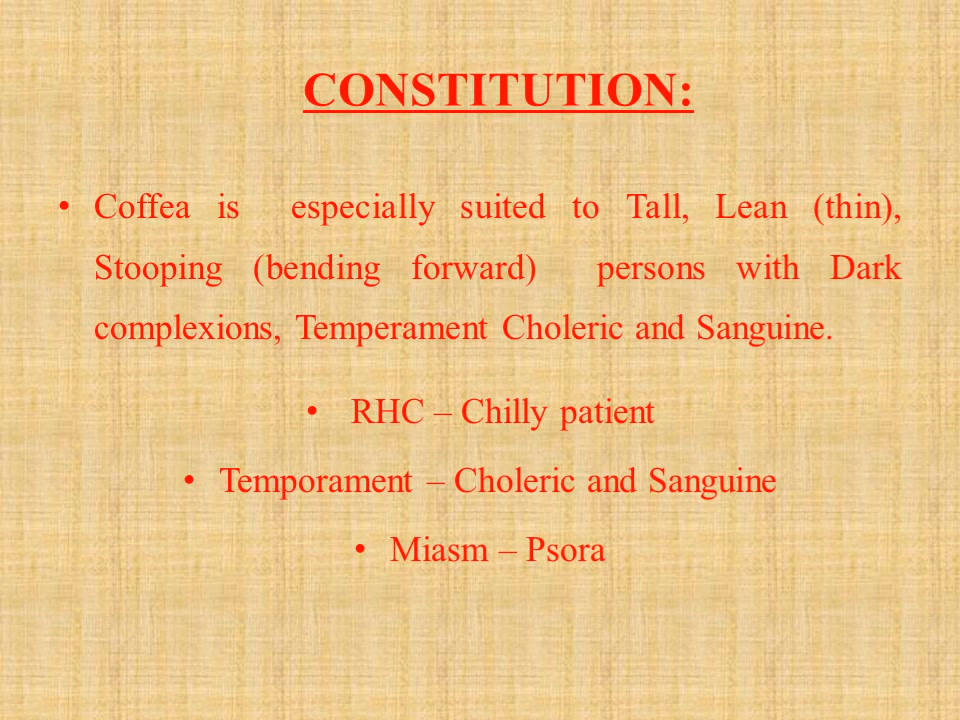 CONSTITUTION:
• Coffea is especially suited to Tall, Lean (thin),
Stooping (bending forward) persons with Dark
complexions, Temperament Choleric and Sanguine.
• RHC – Chilly patient
• Temporament – Choleric and Sanguine
• Miasm – Psora